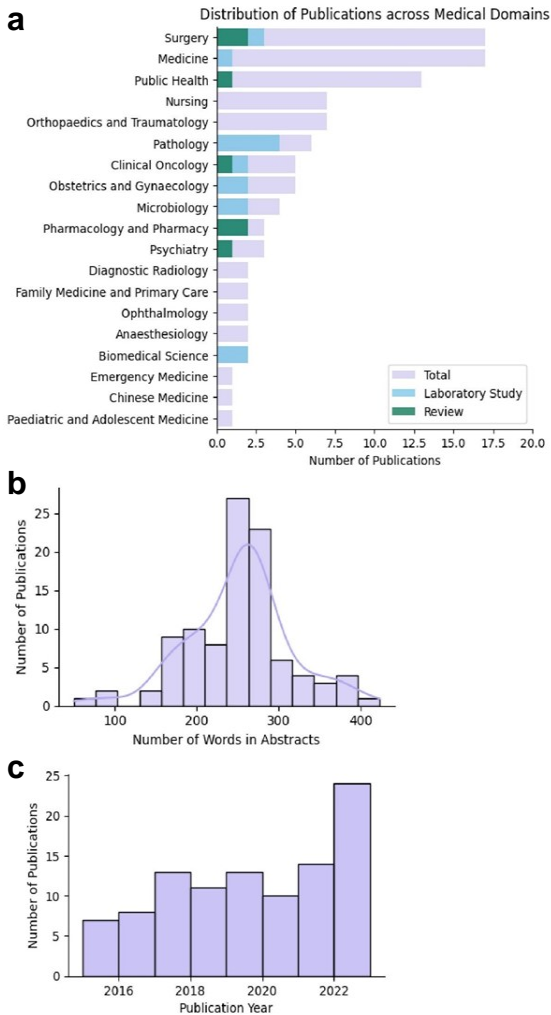 a
Distribution of Publications across Medical Domains
Surgery
Medicine
Public Health
Nursing
Orthopaedics and Traumatology
Pathology
Clinical Oncology
Obstetrics and Gynaecology
Microbiology
Pharmacology and Pharmacy
Psychiatry
Diagnostic Radiology
Family Medicine and Primary Care
Ophthalmology
Anaesthesiology
Biomedical Science
Emergency Medicine
Chinese Medicine
Paediatric and Adolescent Medicine
Total
Laboratory Study
Review
0.0 2.5 5.0 7.5 10.0 12.5 15.0 17.5 20.0
Number of Publications
b
Number of Publications
25
20
15
10
5
0
100 200 300 400
Number of Words in Abstracts
c
Number of Publications
25
20
15
10
5
0
2016 2018 2020 2022
Publication Year